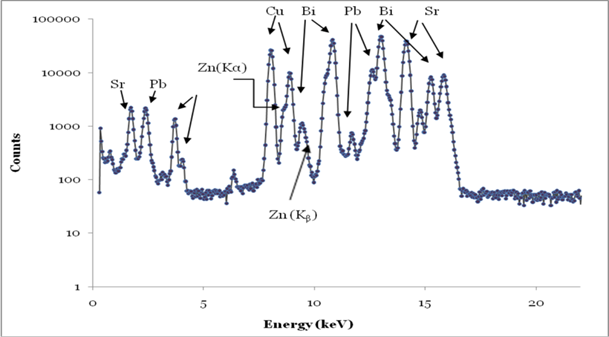 Cu Bi Pb Bi Sr
Sr Pb Zn(Kα)
Zn(Kβ)
100000
10000
1000
100
10
1
Counts
0 5 10 15 20
Energy (keV)